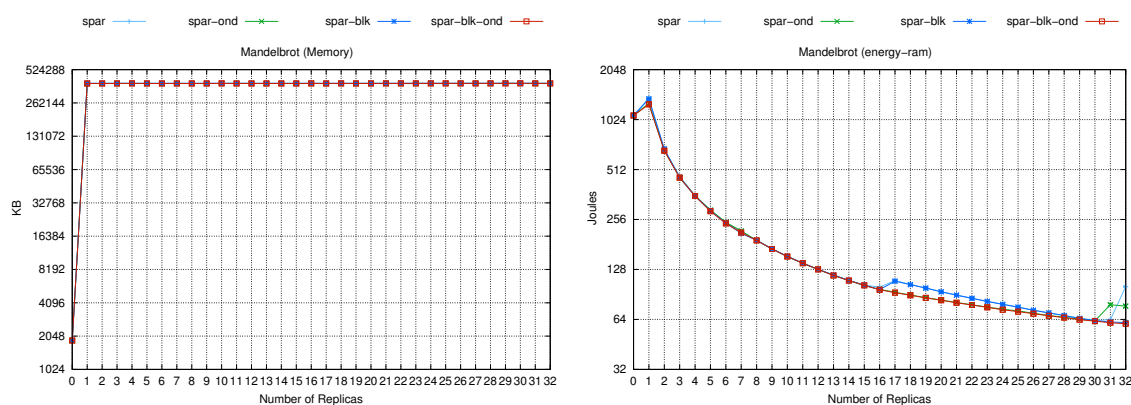 spar spar-ond spar-blk spar-blk-ond
Mandelbrot (Memory)
524288
262144
131072
65536
32768
16384
8192
4096
2048
1024
KB
0 1 2 3 4 5 6 7 8 9 10 11 12 13 14 15 16 17 18 19 20 21 22 23 24 25 26 27 28 29 30 31 32
Number of Replicas
spar spar-ond spar-blk spar-blk-ond
Mandelbrot (energy-ram)
2048
1024
512
256
128
64
32
Joules
0 1 2 3 4 5 6 7 8 9 10 11 12 13 14 15 16 17 18 19 20 21 22 23 24 25 26 27 28 29 30 31 32
Number of Replicas